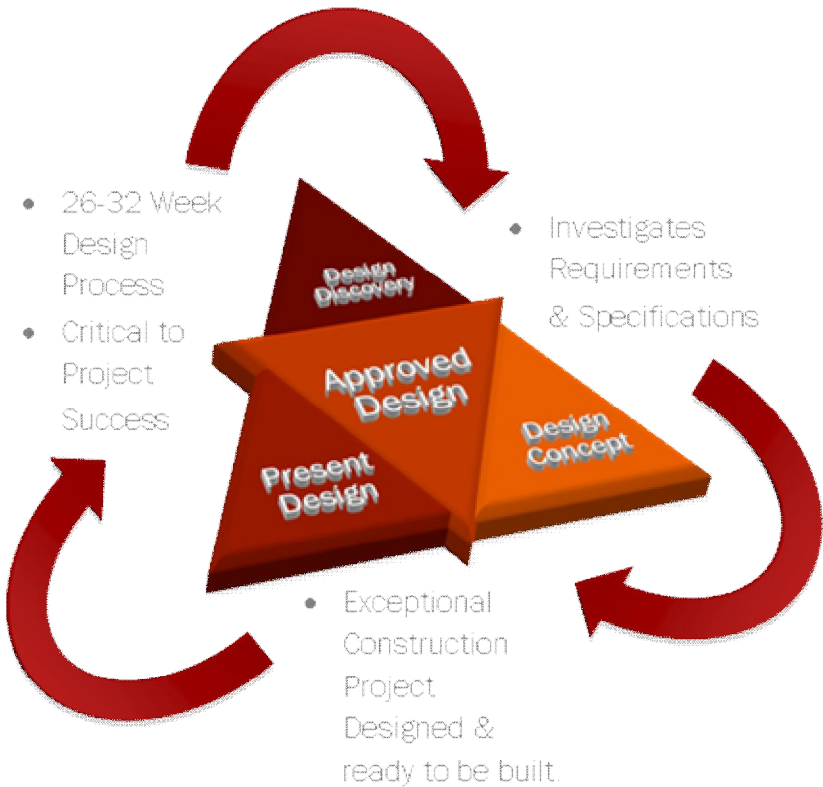 • 26-32 Week
Design
Process
• Critical to
Project
Success
• Investigates
Requirements
& Specifications
Design
Discovery
Approved
Design
Design
Concept
Present
Design
• Exceptional
Construction
Project
Designed &
ready to be built.